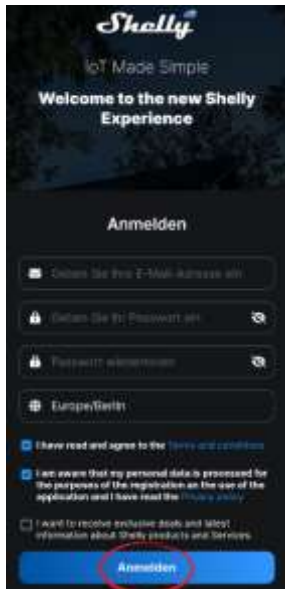 Shelly
IoT Made Simple
Welcome to the new Shelly
Experience
Anmelden
Geben Sie Ihre E-Mail-Adresse ein
Geben Sie Ihr Passwort ein
Passwort wiederholen
Europe/Berlin
I have read and agree to the Terms and conditions
I am aware that my personal data is processed for
the purposes of the registration an the use of the
application and I have read the Privacy policy
I want to receive exclusive deals and latest
information about Shelly products and Services.
Anmelden